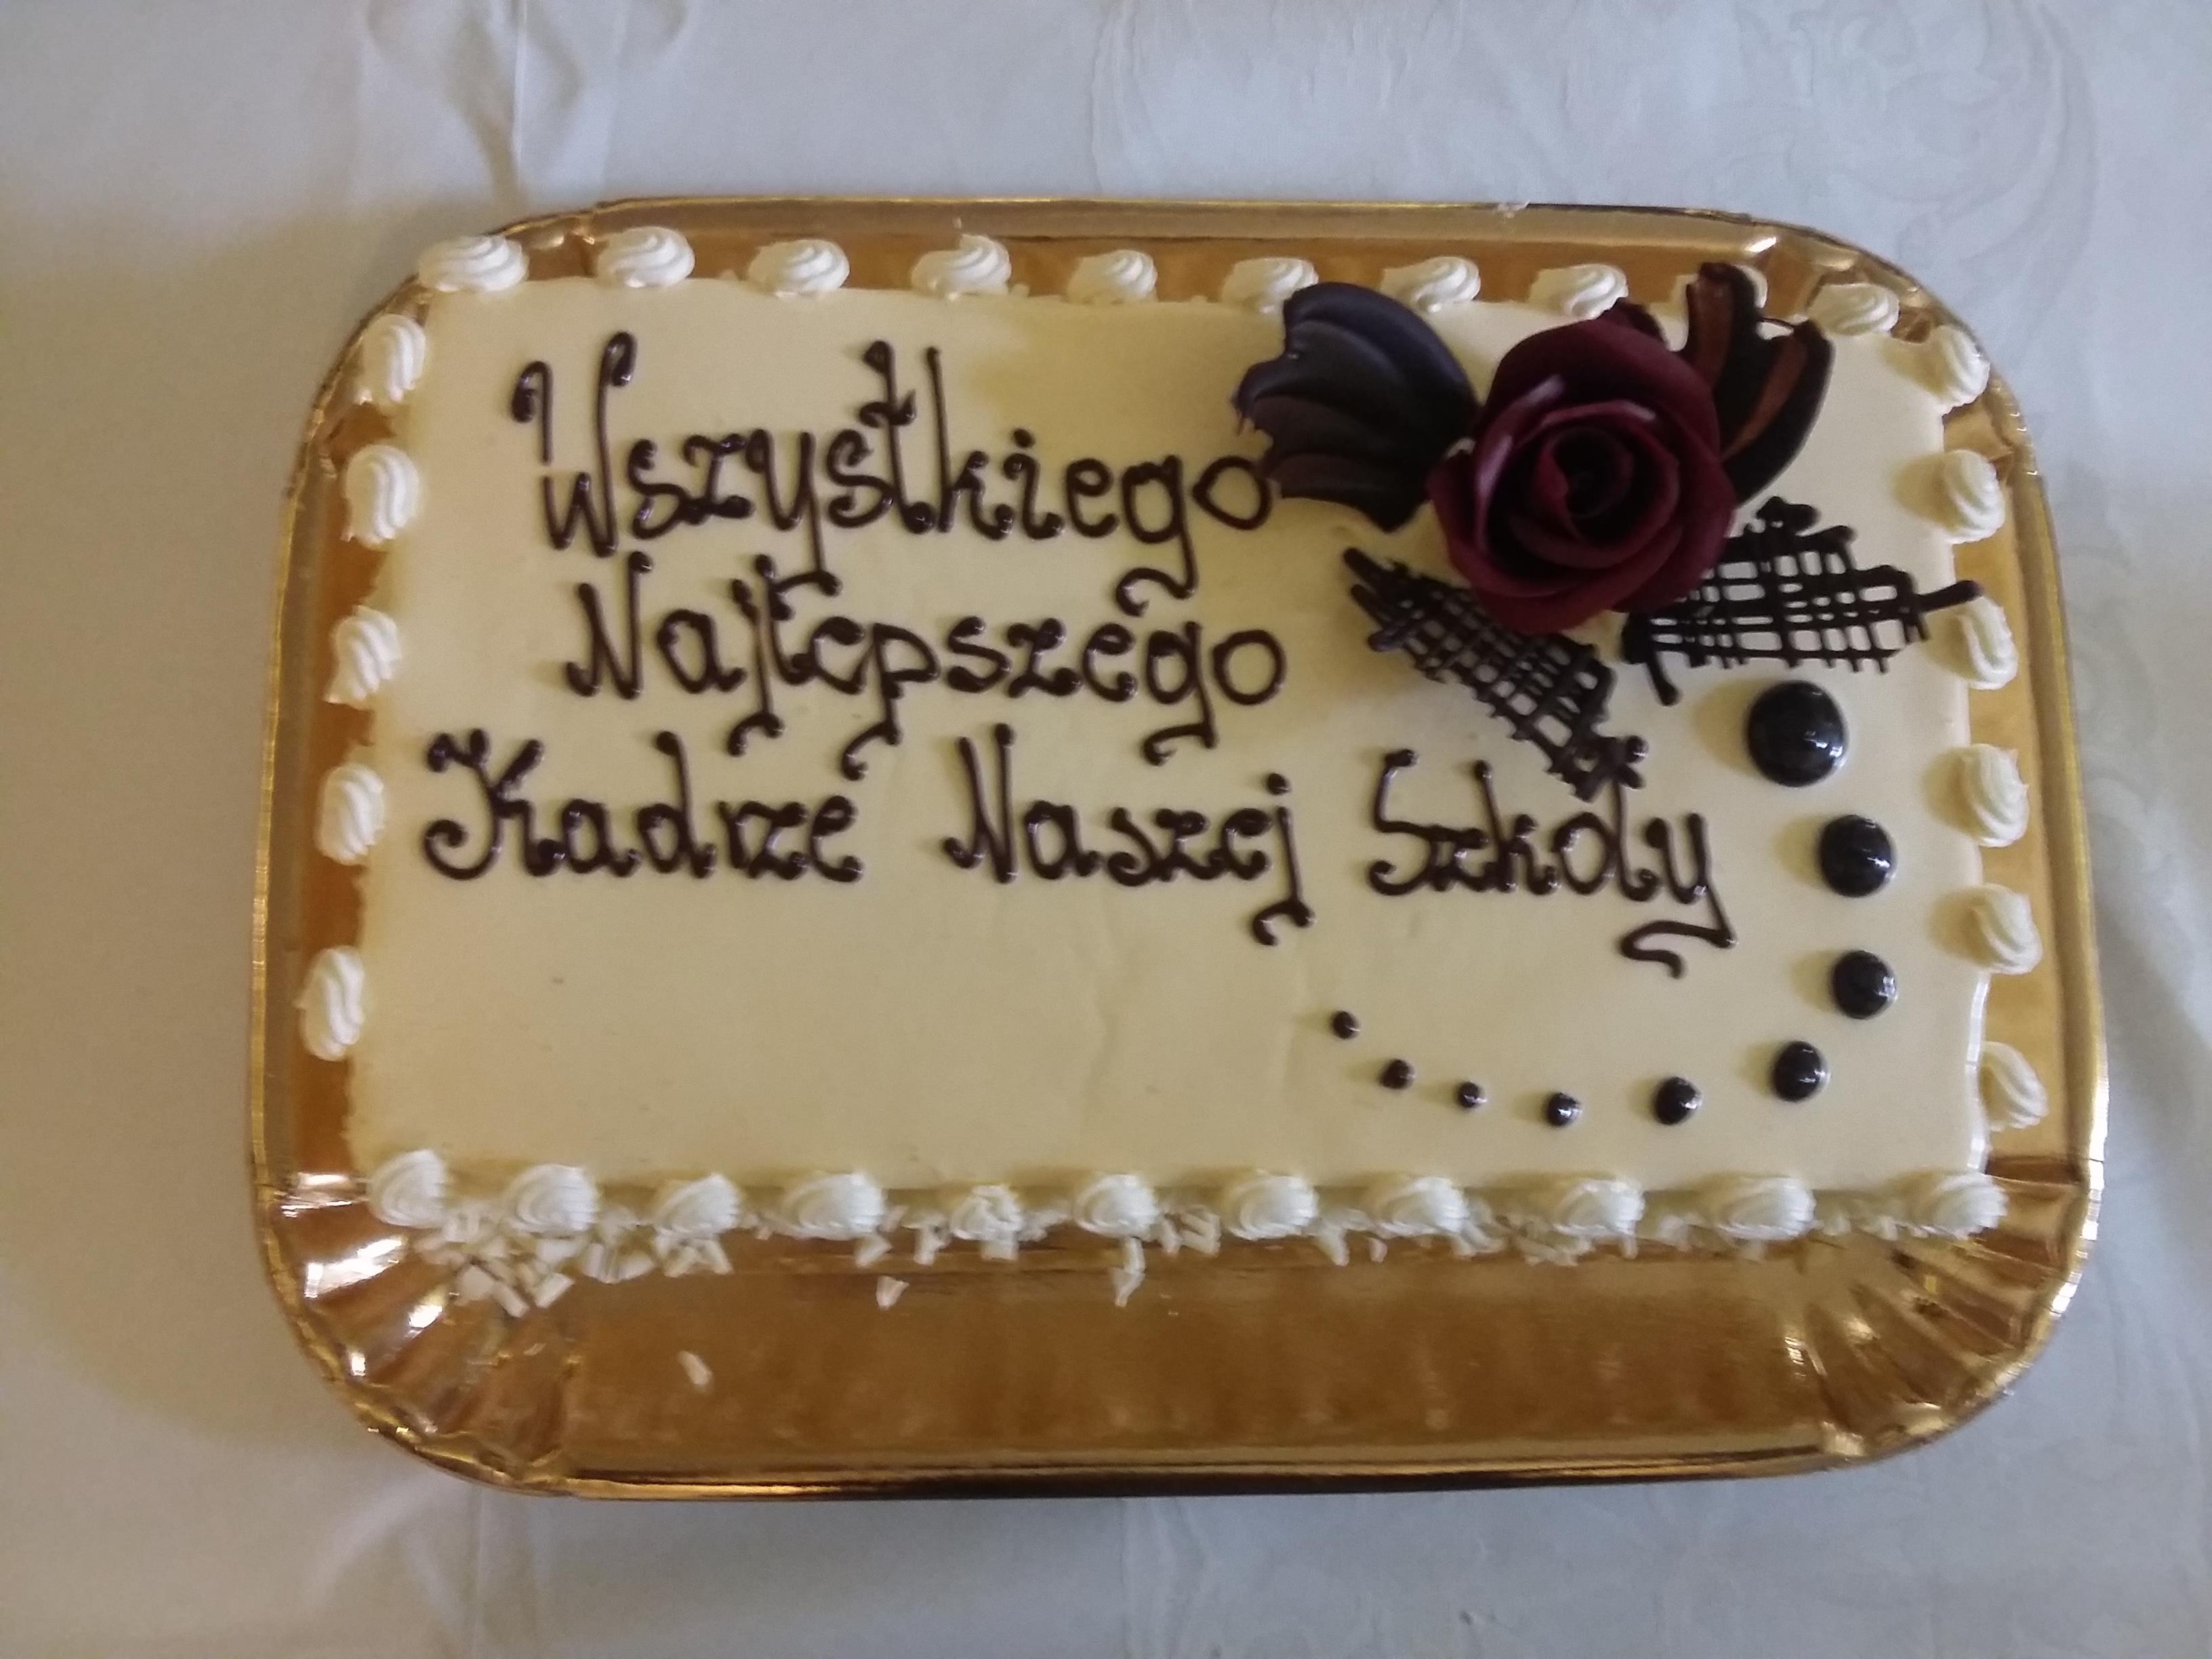 Wszystkiego
Najlepszego
Kadrze Naszej Szkoły